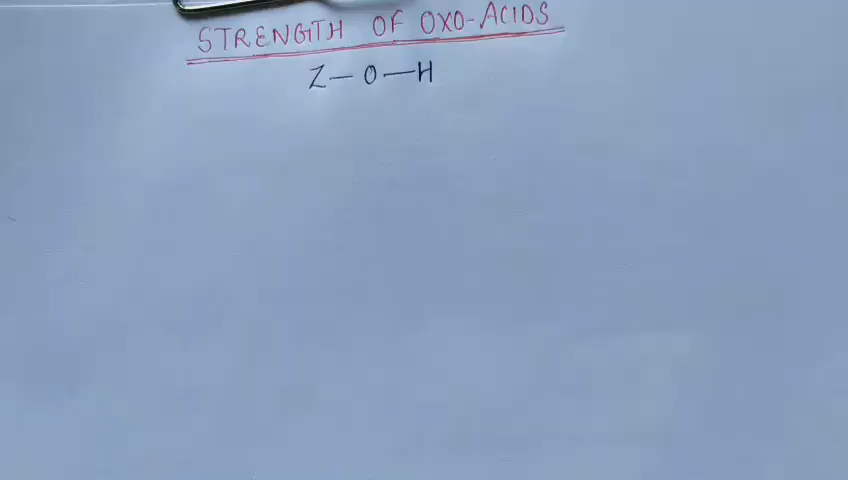 STRENGTH OF OXO-ACIDS
Z-O-H